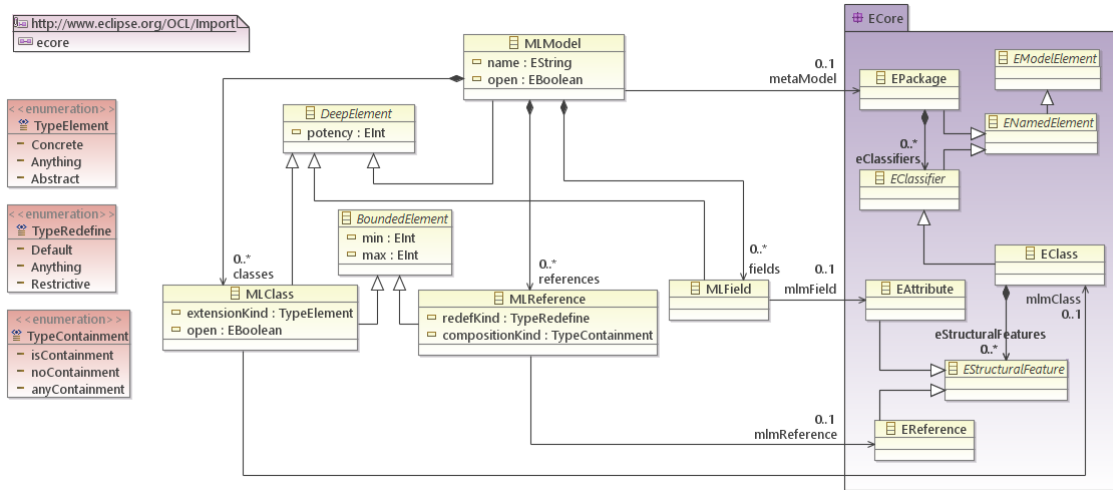 http://www.eclipse.org/OCL/Import
ecore
<<enumeration>>
TypeElement
Concrete
Anything
Abstract
<<enumeration>>
TypeRedefine
Default
Anything
Restrictive
<<enumeration>>
TypeContainment
isContainment
noContainment
anyContainment
MLModel
name : EString
open : EBoolean
DeepElement
potency : EInt
BoundedElement
min : EInt
max : EInt
0..*
classes
MLClass
extensionKind : TypeElement
open : EBoolean
0..*
references
MLReference
redefKind : TypeRedefine
compositionKind : TypeContainment
0..*
fields
MLField
0..1
metaModel
0..1
mlmField
0..1
mlmReference
ECore
EPackage
EModelElement
ENamedElement
0..*
eClassifiers
EClassifier
EClass
mlmClass
0..1
EAttribute
eStructuralFeatures
0..*
EStructuralFeature
EReference